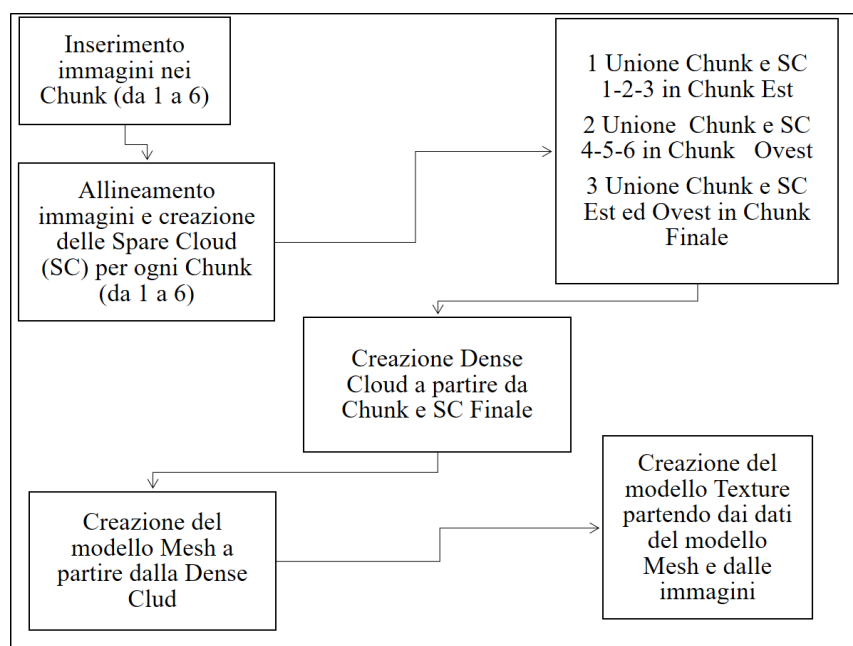 Inserimento
immagini nei
Chunk (da 1 a 6)
Allineamento
immagini e creazione
delle Spare Cloud
(SC) per ogni Chunk
(da 1 a 6)
1 Unione Chunk e SC
1-2-3 in Chunk Est
2 Unione Chunk e SC
4-5-6 in Chunk Ovest
3 Unione Chunk e SC
Est ed Ovest in Chunk
Finale
Creazione Dense
Cloud a partire da
Chunk e SC Finale
Creazione del
modello Mesh a
partire dalla Dense
Clud
Creazione del
modello Texture
partendo dai dati
del modello
Mesh e dalle
immagini